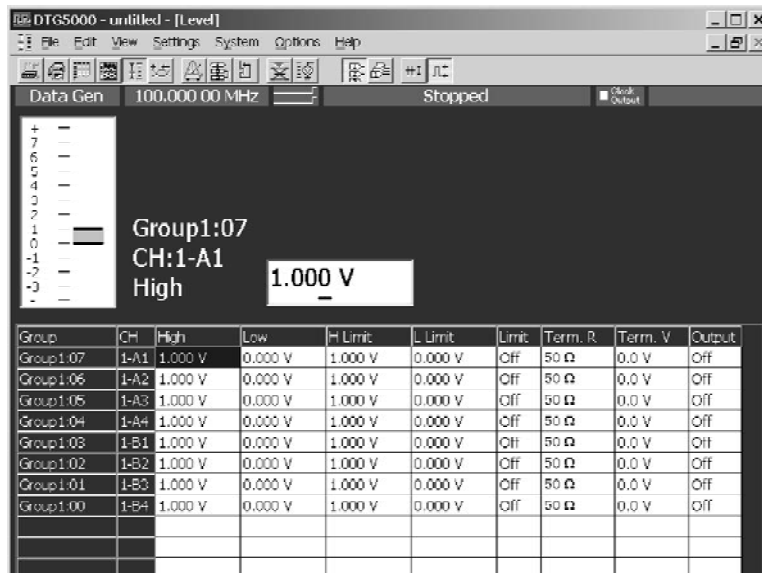 DTG5000 - untitled - [Level]
File Edit View Settings System Options Help
Data Gen 100.000 00 MHz Stopped Clock Output
+
7
6
5
4
3
2
1
0
-1
-2
-3
-
Group1:07
CH:1-A1
High 1.000 V
Group CH High Low H Limit L Limit Limit Term. R Term. V Output
Group1:07 1-A1 1.000 V 0.000 V 1.000 V 0.000 V Off 50 Ω 0.0 V Off
Group1:06 1-A2 1.000 V 0.000 V 1.000 V 0.000 V Off 50 Ω 0.0 V Off
Group1:05 1-A3 1.000 V 0.000 V 1.000 V 0.000 V Off 50 Ω 0.0 V Off
Group1:04 1-A4 1.000 V 0.000 V 1.000 V 0.000 V Off 50 Ω 0.0 V Off
Group1:03 1-B1 1.000 V 0.000 V 1.000 V 0.000 V Off 50 Ω 0.0 V Off
Group1:02 1-B2 1.000 V 0.000 V 1.000 V 0.000 V Off 50 Ω 0.0 V Off
Group1:01 1-B3 1.000 V 0.000 V 1.000 V 0.000 V Off 50 Ω 0.0 V Off
Group1:00 1-B4 1.000 V 0.000 V 1.000 V 0.000 V Off 50 Ω 0.0 V Off